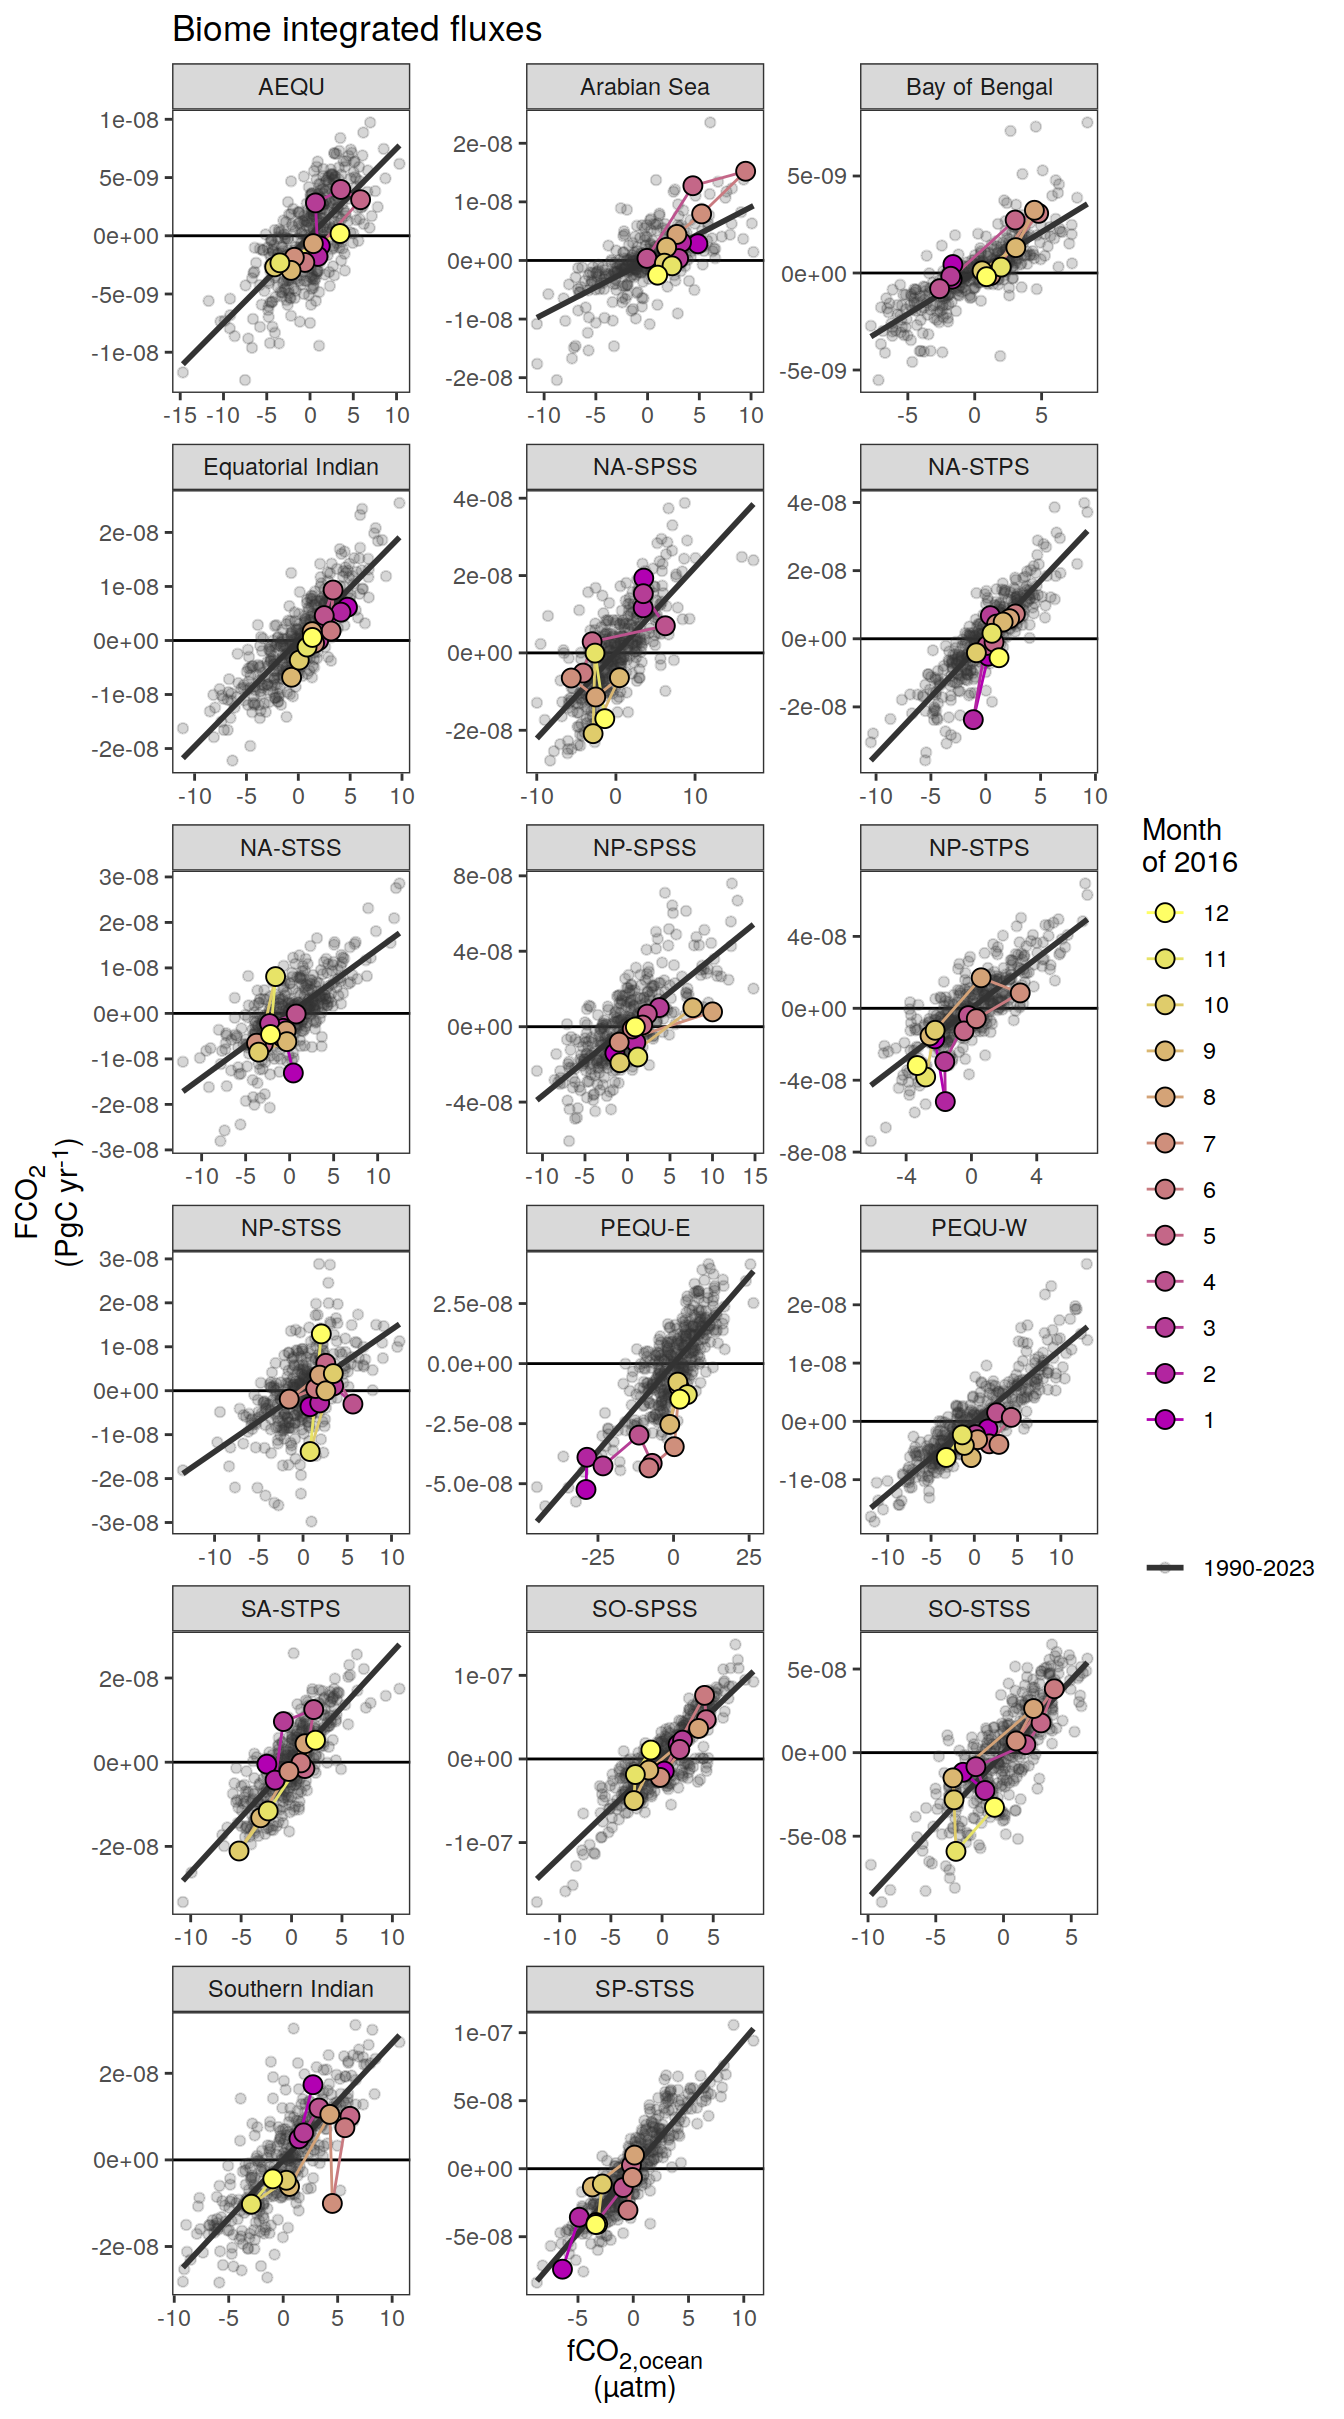 Biome integrated fluxes
AEQU
Arabian Sea
Bay of Bengal
1e-08
5e-09
0e+00
-5e-09
-1e-08
2e-08
1e-08
0e+00
-1e-08
-2e-08
5e-09
0e+00
-5e-09
-15 -10 -5 0 5 10
-10 -5 0 5 10
-5 0 5
Equatorial Indian
NA-SPSS
NA-STPS
2e-08
1e-08
0e+00
-1e-08
-2e-08
4e-08
2e-08
0e+00
-2e-08
4e-08
2e-08
0e+00
-2e-08
-10 -5 0 5 10
-10 0 10
-10 -5 0 5 10
NA-STSS
NP-SPSS
NP-STPS
3e-08
2e-08
1e-08
0e+00
-1e-08
-2e-08
-3e-08
8e-08
4e-08
0e+00
-4e-08
4e-08
0e+00
-4e-08
-8e-08
-10 0 10
-10 -5 0 5 10 15
-4 0 4
NP-STSS
PEQU-E
PEQU-W
3e-08
2e-08
1e-08
0e+00
-1e-08
-2e-08
-3e-08
2.5e-08
0.0e+00
-2.5e-08
-5.0e-08
2e-08
1e-08
0e+00
-1e-08
-10 -5 0 5 10
-25 0 25
-10 -5 0 5 10
SA-STPS
SO-SPSS
SO-STSS
2e-08
0e+00
-2e-08
1e-07
0e+00
-1e-07
5e-08
0e+00
-5e-08
-10 -5 0 5 10
-10 -5 0 5
-10 -5 0 5
Southern Indian
SP-STSS
2e-08
0e+00
-2e-08
1e-07
5e-08
0e+00
-5e-08
-10 -5 0 5 10
-5 0 5 10
FCO₂
(PgC yr⁻¹)
fCO₂,ocean
(µatm)
Month
of 2016
12
11
10
9
8
7
6
5
4
3
2
1
1990-2023